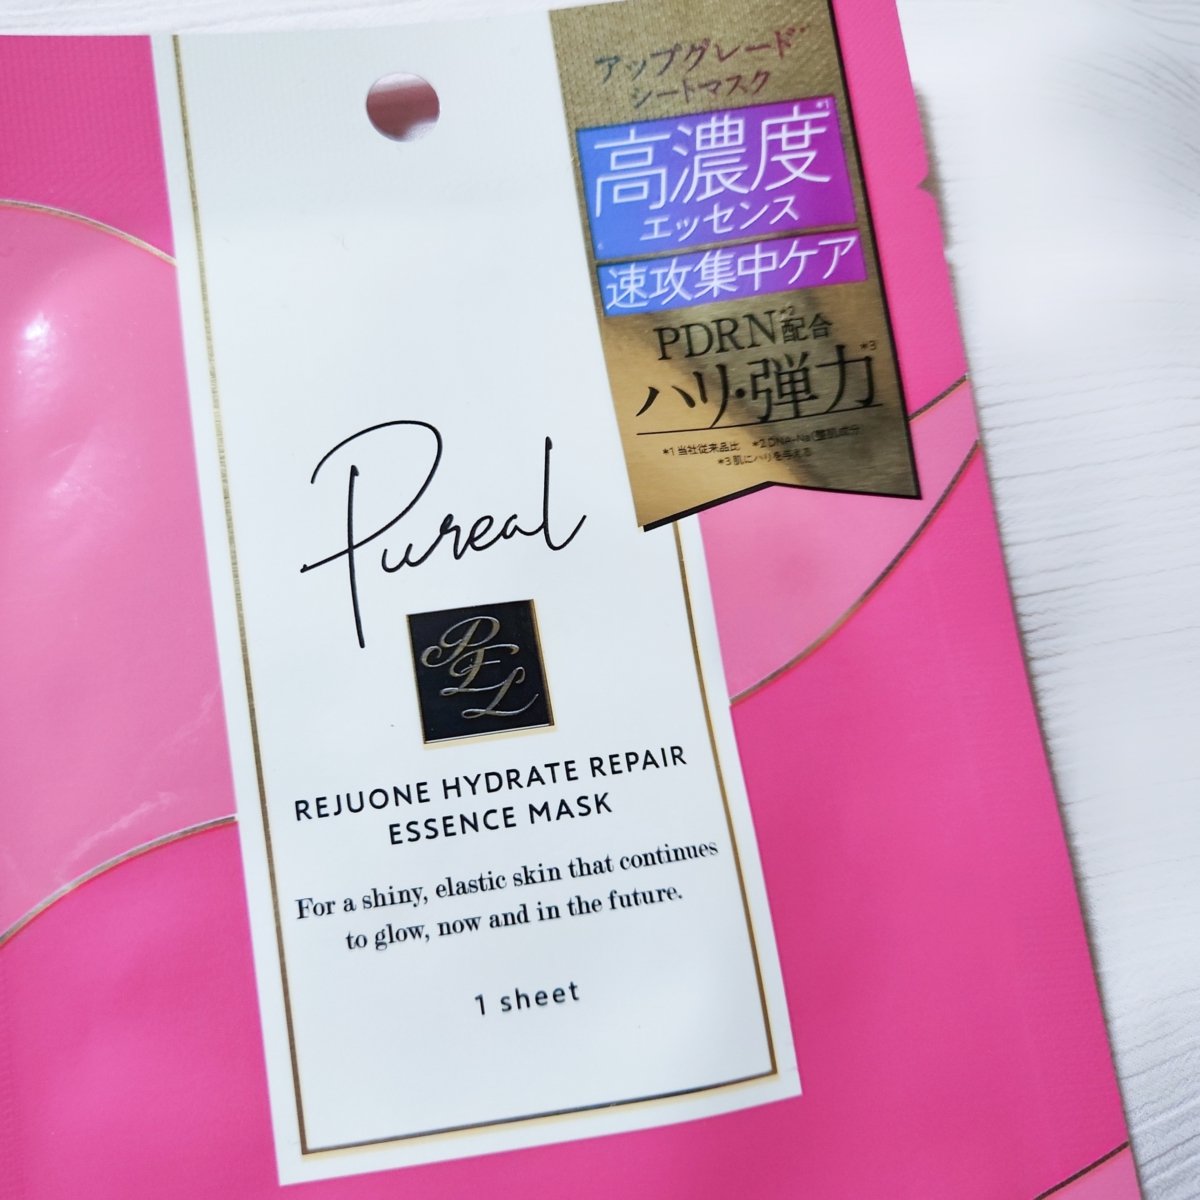 アップグレード
シートマスク
高濃度*1
エッセンス
速攻集中ケア
PDRN*2配合
ハリ・弾力*3
*1 当社従来品比 *2 DNA-Na(整肌成分)
*3 肌にハリを与える
Pureal
PEL
REJUONE HYDRATE REPAIR
ESSENCE MASK
For a shiny, elastic skin that continues
to glow, now and in the future.
1 sheet